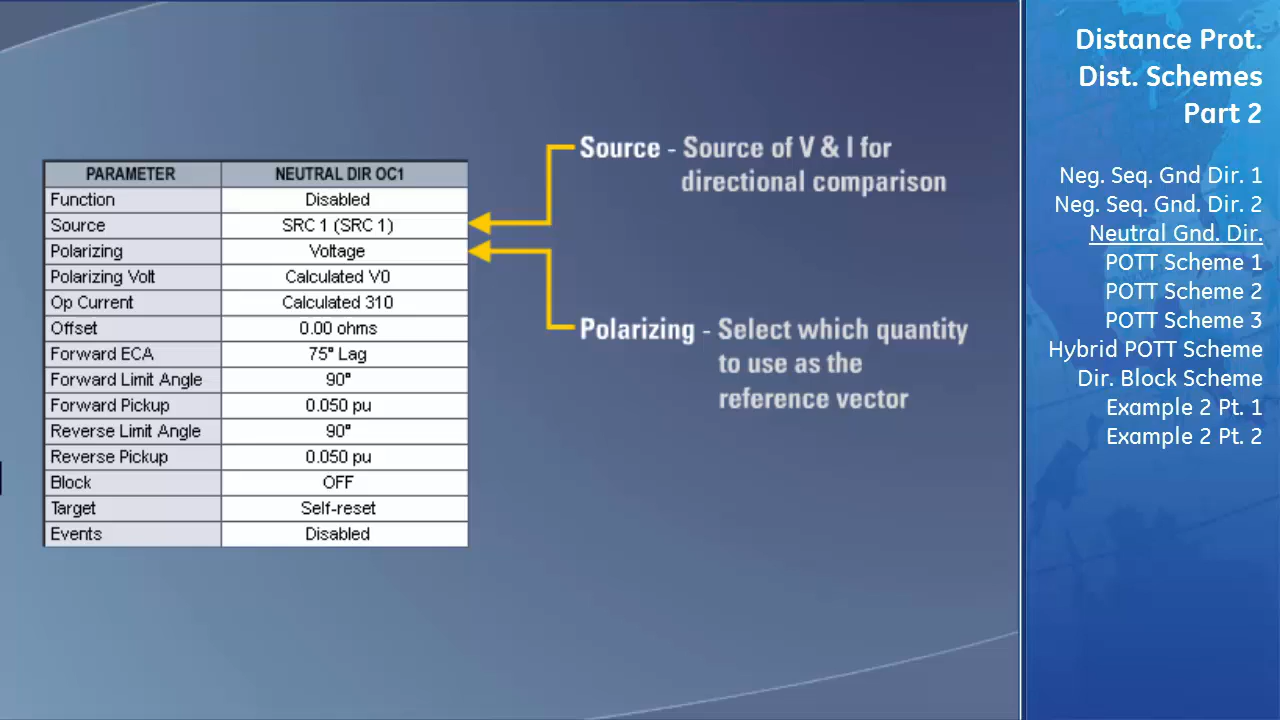 PARAMETER NEUTRAL DIR OC1
Function Disabled
Source SRC 1 (SRC 1)
Polarizing Voltage
Polarizing Volt Calculated V0
Op Current Calculated 3I0
Offset 0.00 ohms
Forward ECA 75° Lag
Forward Limit Angle 90°
Forward Pickup 0.050 pu
Reverse Limit Angle 90°
Reverse Pickup 0.050 pu
Block OFF
Target Self-reset
Events Disabled
Source - Source of V & I for
directional comparison
Polarizing - Select which quantity
to use as the
reference vector
Distance Prot.
Dist. Schemes
Part 2
Neg. Seq. Gnd Dir. 1
Neg. Seq. Gnd. Dir. 2
Neutral Gnd. Dir.
POTT Scheme 1
POTT Scheme 2
POTT Scheme 3
Hybrid POTT Scheme
Dir. Block Scheme
Example 2 Pt. 1
Example 2 Pt. 2